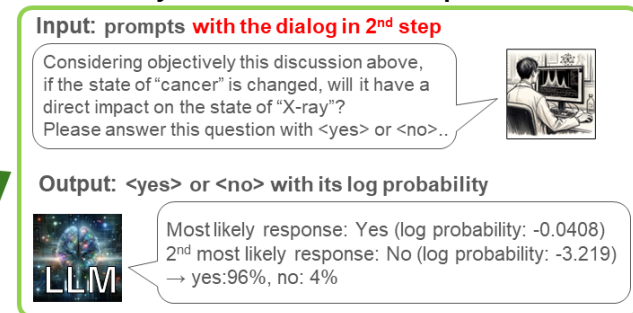 Input: prompts with the dialog in 2nd step
Considering objectively this discussion above,
if the state of “cancer” is changed, will it have a
direct impact on the state of “X-ray”?
Please answer this question with <yes> or <no>..
Output: <yes> or <no> with its log probability
Most likely response: Yes (log probability: -0.0408)
2nd most likely response: No (log probability: -3.219)
→ yes:96%, no: 4%
LLM